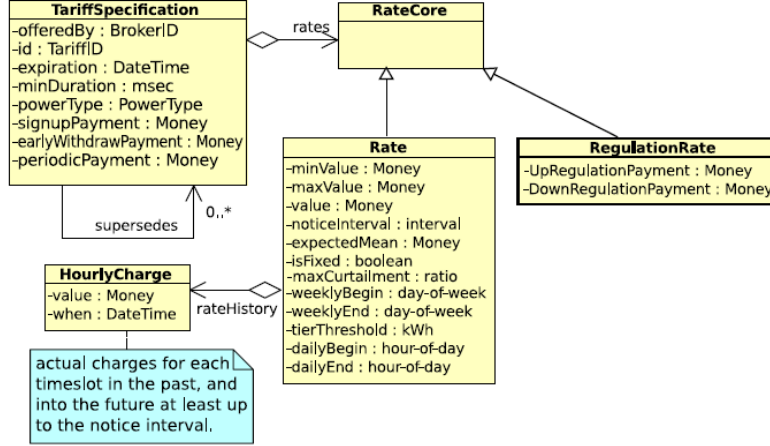 TariffSpecification
-offeredBy : BrokerID
-id : TariffID
-expiration : DateTime
-minDuration : msec
-powerType : PowerType
-signupPayment : Money
-earlyWithdrawPayment : Money
-periodicPayment : Money
rates
RateCore
supersedes
0..*
Rate
-minValue : Money
-maxValue : Money
-value : Money
-noticeInterval : interval
-expectedMean : Money
-isFixed : boolean
-maxCurtailment : ratio
-weeklyBegin : day-of-week
-weeklyEnd : day-of-week
-tierThreshold : kWh
-dailyBegin : hour-of-day
-dailyEnd : hour-of-day
RegulationRate
-UpRegulationPayment : Money
-DownRegulationPayment : Money
HourlyCharge
-value : Money
-when : DateTime
rateHistory
actual charges for each
timeslot in the past, and
into the future at least up
to the notice interval.